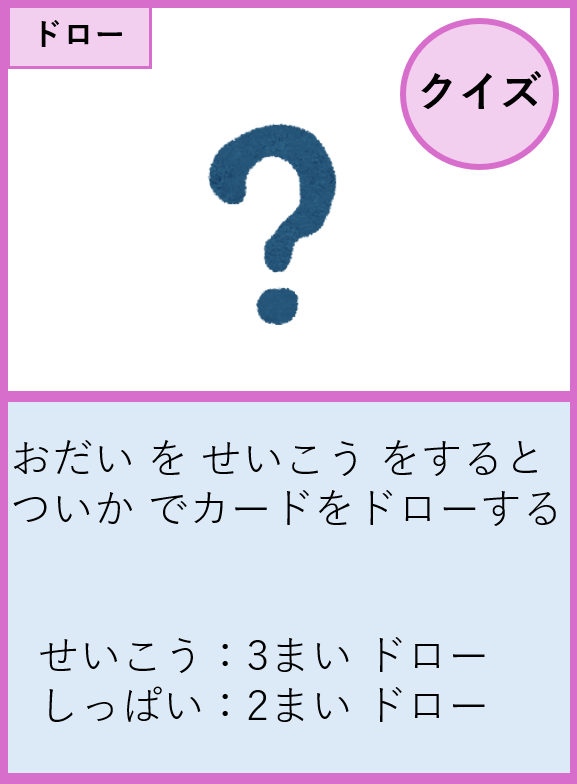 ドロー
クイズ
?
おだい を せいこう をすると
ついか でカードをドローする
せいこう：3まい ドロー
しっぱい：2まい ドロー